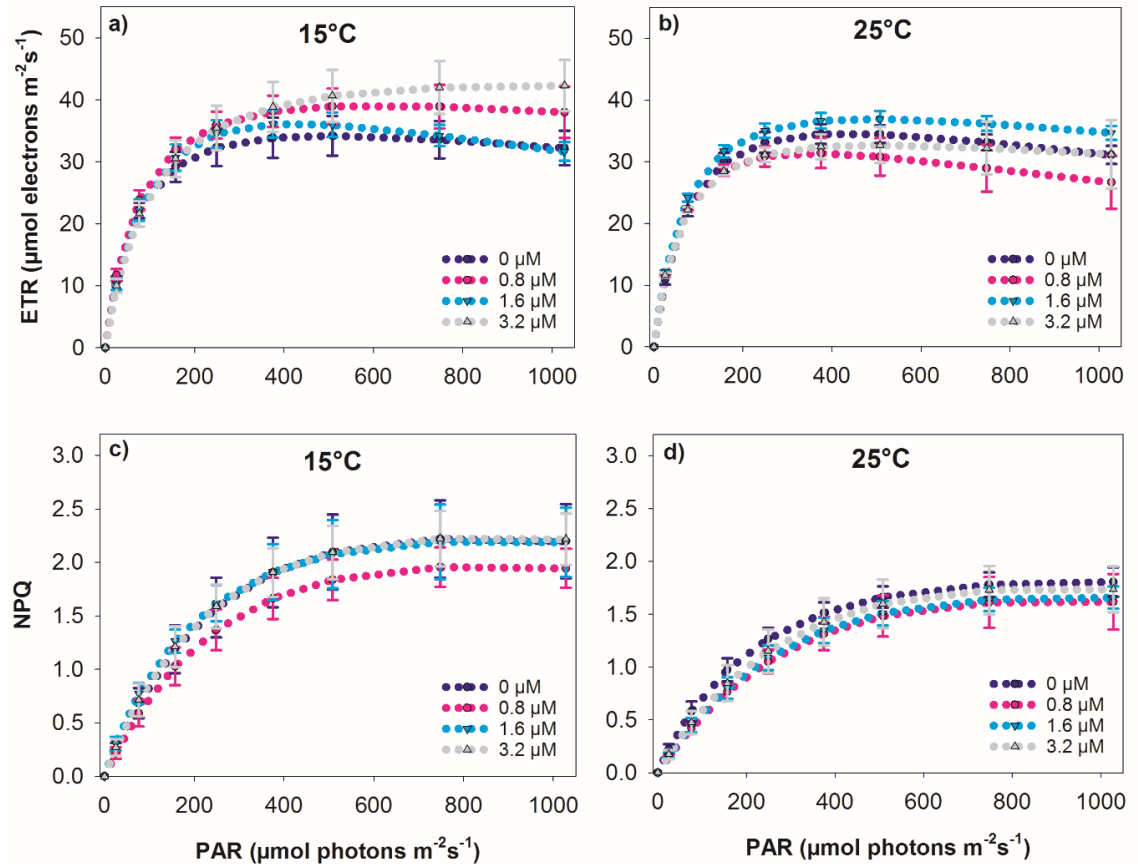 a)
15°C
ETR (µmol electrons m⁻²s⁻¹)
50
40
30
20
10
0
0 200 400 600 800 1000
0 µM
0.8 µM
1.6 µM
3.2 µM
b)
25°C
50
40
30
20
10
0
0 200 400 600 800 1000
0 µM
0.8 µM
1.6 µM
3.2 µM
c)
15°C
NPQ
3.0
2.5
2.0
1.5
1.0
0.5
0.0
0 200 400 600 800 1000
PAR (µmol photons m⁻²s⁻¹)
0 µM
0.8 µM
1.6 µM
3.2 µM
d)
25°C
3.0
2.5
2.0
1.5
1.0
0.5
0.0
0 200 400 600 800 1000
PAR (µmol photons m⁻²s⁻¹)
0 µM
0.8 µM
1.6 µM
3.2 µM